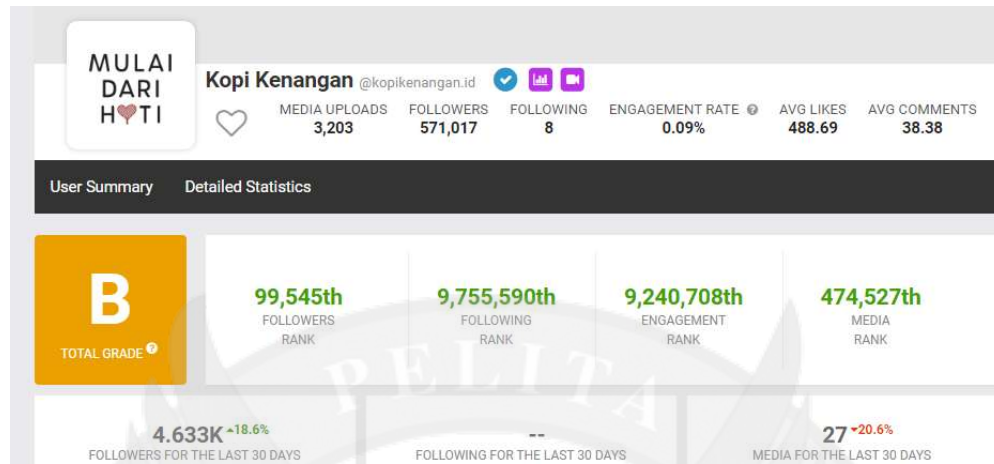 MULAI
DARI
H TI
Kopi Kenangan @kopikenangan.id
MEDIA UPLOADS FOLLOWERS FOLLOWING ENGAGEMENT RATE AVG LIKES AVG COMMENTS
3,203 571,017 8 0.09% 488.69 38.38
User Summary Detailed Statistics
B
TOTAL GRADE ?
99,545th 9,755,590th 9,240,708th 474,527th
FOLLOWERS FOLLOWING ENGAGEMENT MEDIA
RANK RANK RANK RANK
PELITA
4.633K 18.6% -- 27 20.6%
FOLLOWERS FOR THE LAST 30 DAYS FOLLOWING FOR THE LAST 30 DAYS MEDIA FOR THE LAST 30 DAYS